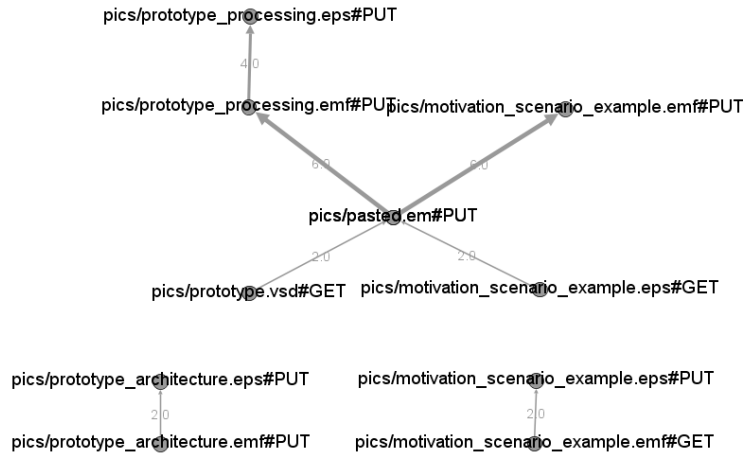 pics/prototype_processing.eps#PUT
4.0
pics/prototype_processing.emf#PUT
pics/motivation_scenario_example.emf#PUT
6.0
6.0
pics/pasted.em#PUT
2.0
2.0
pics/prototype.vsd#GET
pics/motivation_scenario_example.eps#GET
pics/prototype_architecture.eps#PUT
pics/motivation_scenario_example.eps#PUT
2.0
2.0
pics/prototype_architecture.emf#PUT
pics/motivation_scenario_example.emf#GET